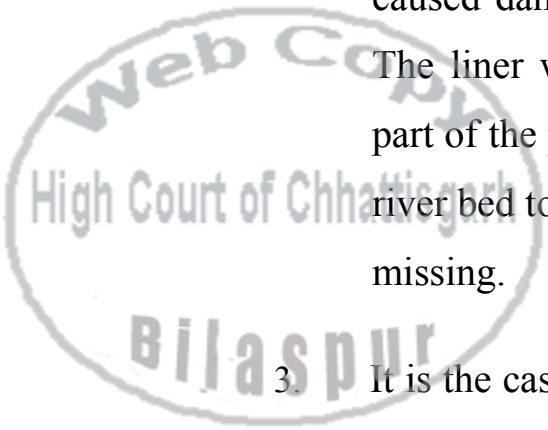 caused dam
The liner w
part of the
river bed to
missing.
3. It is the cas
Web Copy
High Court of Chhattisgarh
Bilaspur